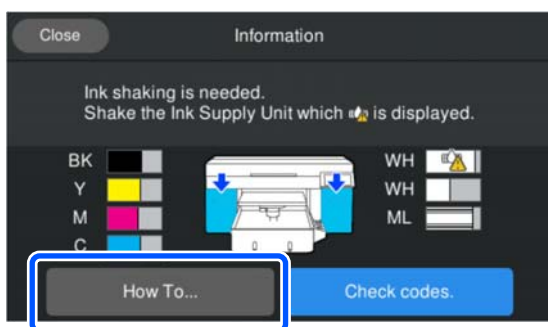 Close
Information
Ink shaking is needed.
Shake the Ink Supply Unit which is displayed.
BK
WH
Y
WH
M
ML
C
How To...
Check codes.